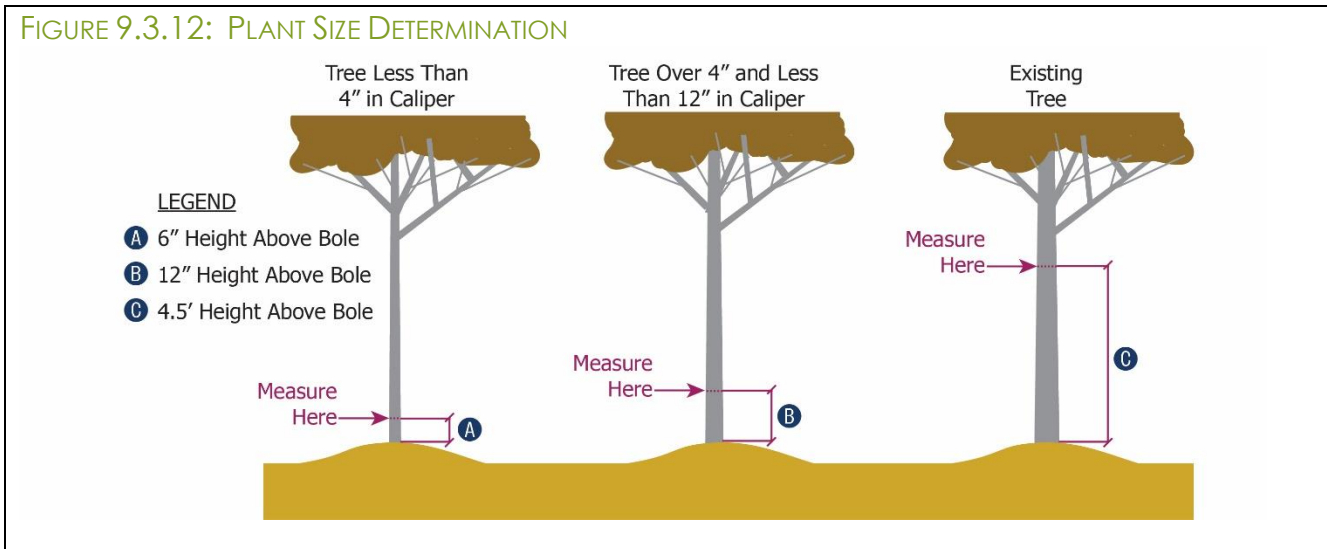 FIGURE 9.3.12: PLANT SIZE DETERMINATION
Tree Less Than
4" in Caliper
Tree Over 4" and Less
Than 12" in Caliper
Existing
Tree
LEGEND
A 6" Height Above Bole
B 12" Height Above Bole
C 4.5' Height Above Bole
Measure
Here
A
Measure
Here
B
Measure
Here
C